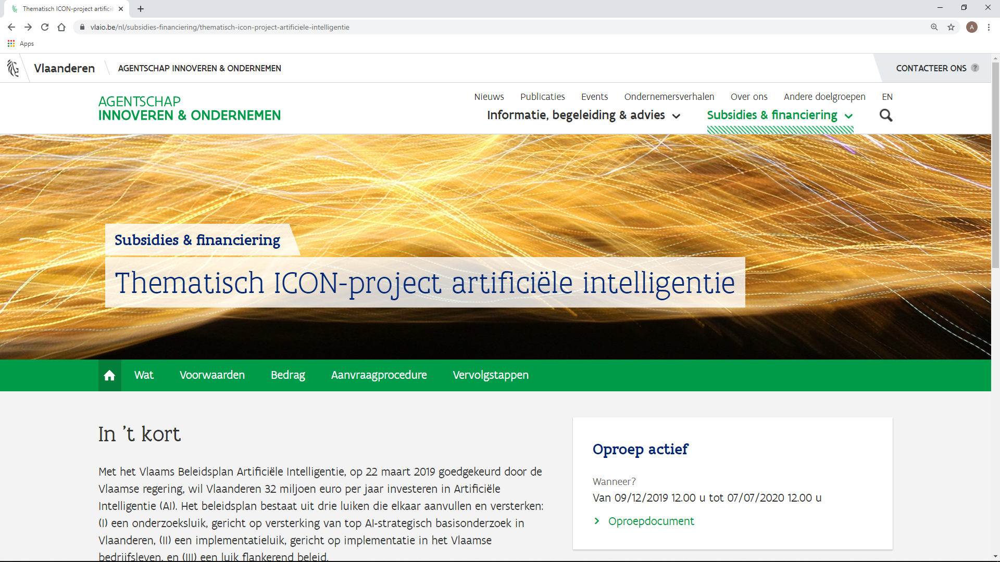 Thematisch ICON-project artificië
vlaio.be/nl/subsidies-financiering/thematisch-icon-project-artificiele-intelligentie
A
Apps
Vlaanderen
AGENTSCHAP INNOVEREN & ONDERNEMEN
CONTACTEER ONS ?
AGENTSCHAP
INNOVEREN & ONDERNEMEN
Nieuws Publicaties Events Ondernemersverhalen Over ons Andere doelgroepen EN
Informatie, begeleiding & advies Subsidies & financiering
Subsidies & financiering
Thematisch ICON-project artificiële intelligentie
Wat Voorwaarden Bedrag Aanvraagprocedure Vervolgstappen
In 't kort
Met het Vlaams Beleidsplan Artificiële Intelligentie, op 22 maart 2019 goedgekeurd door de
Vlaamse regering, wil Vlaanderen 32 miljoen euro per jaar investeren in Artificiële
Intelligentie (AI). Het beleidsplan bestaat uit drie luiken die elkaar aanvullen en versterken:
(I) een onderzoeksluik, gericht op versterking van top AI-strategisch basisonderzoek in
Vlaanderen, (II) een implementatieluik, gericht op implementatie in het Vlaamse
bedrijfsleven, en (III) een luik flankerend beleid.
Oproep actief
Wanneer?
Van 09/12/2019 12.00 u tot 07/07/2020 12.00 u
Oproepdocument